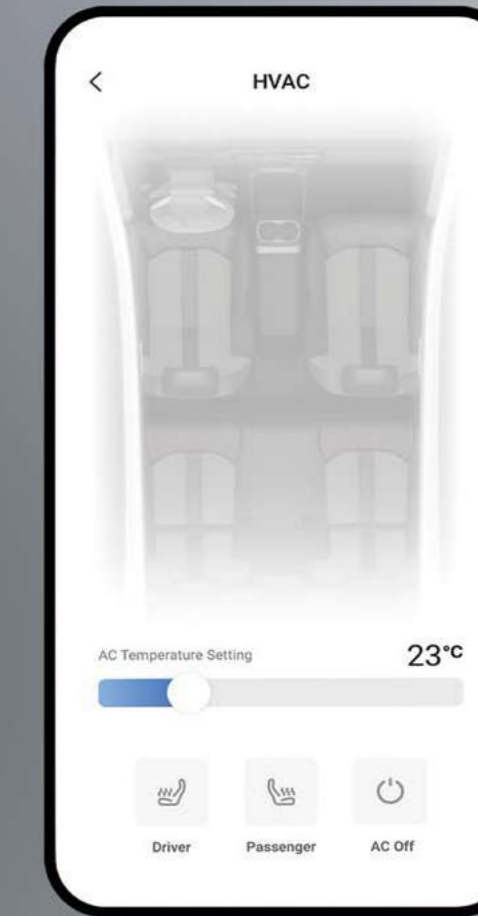 HVAC
AC Temperature Setting
23°C
Driver
Passenger
AC Off